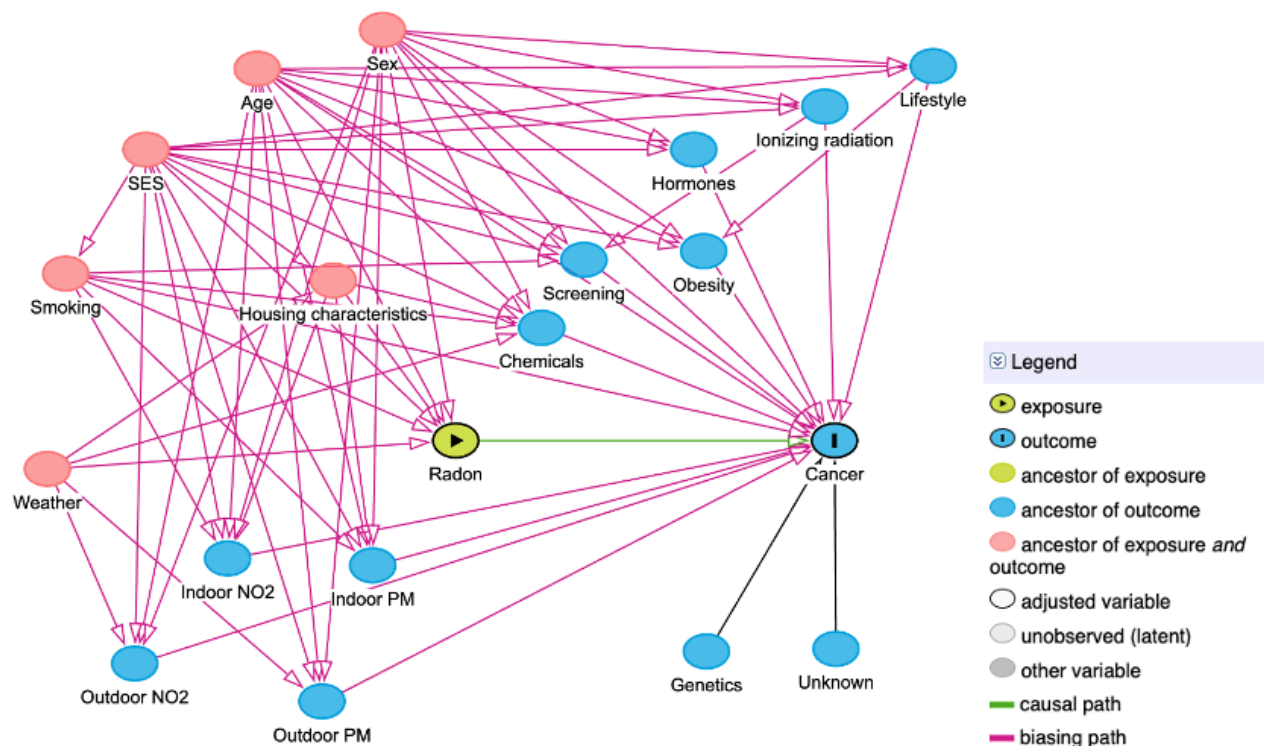 Sex
Age
Lifestyle
Ionizing radiation
SES
Hormones
Smoking
Housing characteristics
Screening
Obesity
Chemicals
Legend
exposure
outcome
ancestor of exposure
ancestor of outcome
ancestor of exposure and
outcome
adjusted variable
unobserved (latent)
other variable
causal path
biasing path
Radon
Cancer
Weather
Indoor NO2
Indoor PM
Outdoor NO2
Outdoor PM
Genetics
Unknown